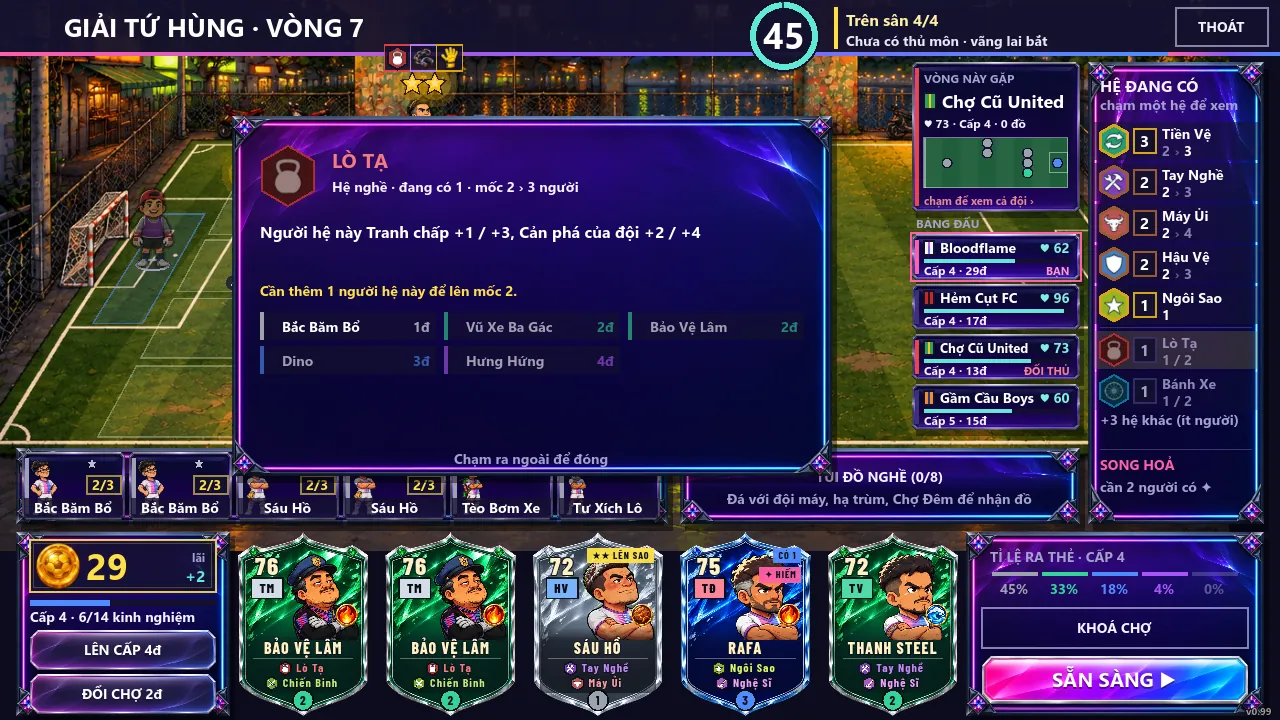 GIẢI TỨ HÙNG · VÒNG 7
45
Trên sân 4/4
Chưa có thủ môn · vãng lai bắt
THOÁT
VÒNG NÀY GẶP
Chợ Cũ United
♥ 73 · Cấp 4 · 0 đồ
chạm để xem cả đội ›
BẢNG ĐẤU
Bloodflame ♥ 62
Cấp 4 · 29đ BẠN
Hẻm Cụt FC ♥ 96
Cấp 4 · 17đ
Chợ Cũ United ♥ 73
Cấp 4 · 13đ ĐỐI THỦ
Gầm Cầu Boys ♥ 60
Cấp 5 · 15đ
HỆ ĐANG CÓ
chạm một hệ để xem
3 Tiền Vệ
2 › 3
2 Tay Nghề
2 › 3
2 Máy Ủi
2 › 4
2 Hậu Vệ
2 › 3
1 Ngôi Sao
1
1 Lò Tạ
1 / 2
1 Bánh Xe
1 / 2
+3 hệ khác (ít người)
SONG HOẢ
cần 2 người có ✦
LÒ TẠ
Hệ nghề · đang có 1 · mốc 2 › 3 người
Người hệ này Tranh chấp +1 / +3, Cản phá của đội +2 / +4
Cần thêm 1 người hệ này để lên mốc 2.
Bắc Băm Bổ 1đ
Vũ Xe Ba Gác 2đ
Bảo Vệ Lâm 2đ
Dino 3đ
Hưng Hứng 4đ
Chạm ra ngoài để đóng
2/3
Bắc Băm Bổ
2/3
Bắc Băm Bổ
2/3
Sáu Hồ
2/3
Sáu Hồ
Tèo Bơm Xe
Tư Xích Lô
TÚI ĐỒ NGHỀ (0/8)
Đá với đội máy, hạ trùm, Chợ Đêm để nhận đồ
29
lãi
+2
Cấp 4 · 6/14 kinh nghiệm
LÊN CẤP 4đ
ĐỔI CHỢ 2đ
76
TM
BẢO VỆ LÂM
Lò Tạ
Chiến Binh
2
76
TM
BẢO VỆ LÂM
Lò Tạ
Chiến Binh
2
★★ LÊN SAO
72
HV
SÁU HỒ
Tay Nghề
Máy Ủi
1
CÓ 1
✦ HIẾM
75
TĐ
RAFA
Ngôi Sao
Nghệ Sĩ
3
72
TV
THANH STEEL
Tay Nghề
Nghệ Sĩ
2
TỈ LỆ RA THẺ · CẤP 4
45% 33% 18% 4% 0%
KHOÁ CHỢ
SẴN SÀNG ▶
v0.99